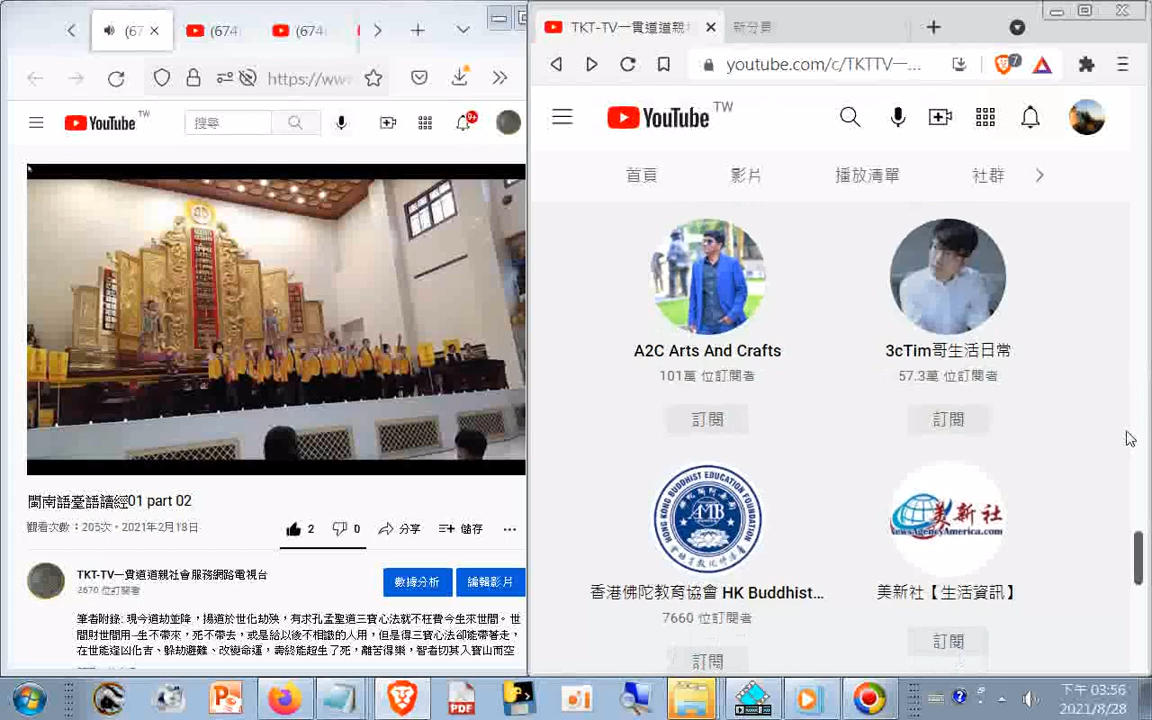 (67
(674
(674
https://www
YouTube TW
搜尋
9+
閩南語臺語讀經01 part 02
觀看次數：205次・2021年2月18日
2
0
分享
儲存
TKT-TV一貫道道親社會服務網路電視台
2670 位訂閱者
數據分析
編輯影片
筆者附錄: 現今道劫並降，揚道於世化劫殃，有求孔孟聖道三寶心法就不枉費今生來世間。世
間財世間用─生不帶來，死不帶去，或是給以後不相識的人用，但是得三寶心法卻能帶著走，
在世能逢凶化吉、躲劫避難、改變命運，壽終能超生了死，離苦得樂，智者切其入寶山而空
TKT-TV一貫道道親
新分頁
youtube.com/c/TKTTV一...
7
YouTube TW
首頁
影片
播放清單
社群
A2C Arts And Crafts
101萬 位訂閱者
訂閱
3cTim哥生活日常
57.3萬 位訂閱者
訂閱
HONG KONG BUDDHIST EDUCATION FOUNDATION
香港佛陀教育協會 HK Buddhist...
7660 位訂閱者
訂閱
美新社
NewsAgencyAmerica.com
美新社【生活資訊】
訂閱
PDF
下午 03:56
2021/8/28